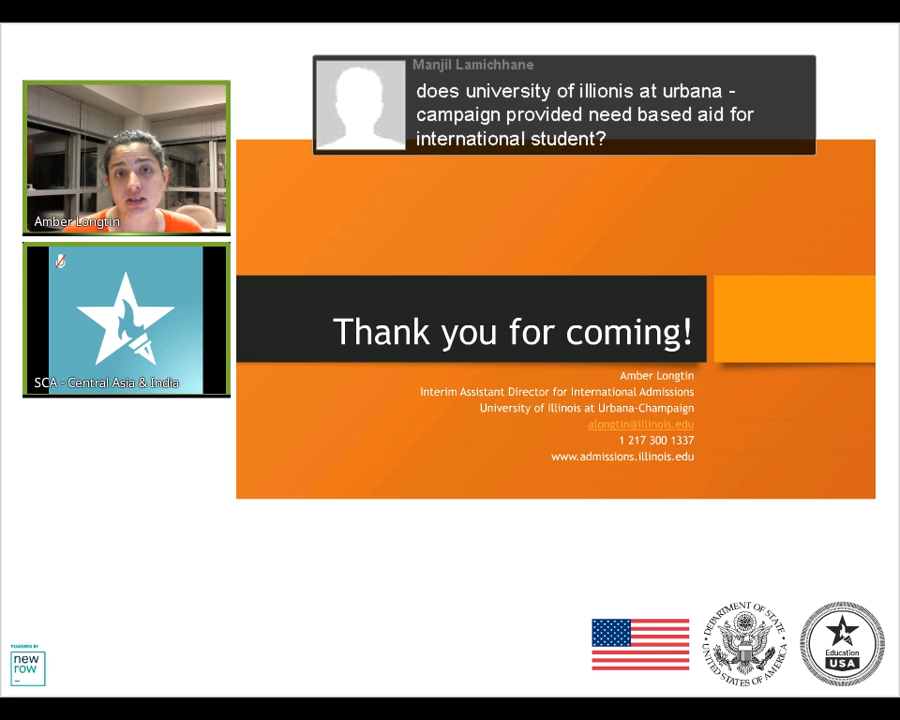 Manjil Lamichhane
does university of illionis at urbana -
campaign provided need based aid for
international student?
Amber Longtin
SCA - Central Asia & India
Thank you for coming!
Amber Longtin
Interim Assistant Director for International Admissions
University of Illinois at Urbana-Champaign
alongtin@illinois.edu
1 217 300 1337
www.admissions.illinois.edu
POWERED BY
new
row_
DEPARTMENT OF STATE
UNITED STATES OF AMERICA
Education
USA